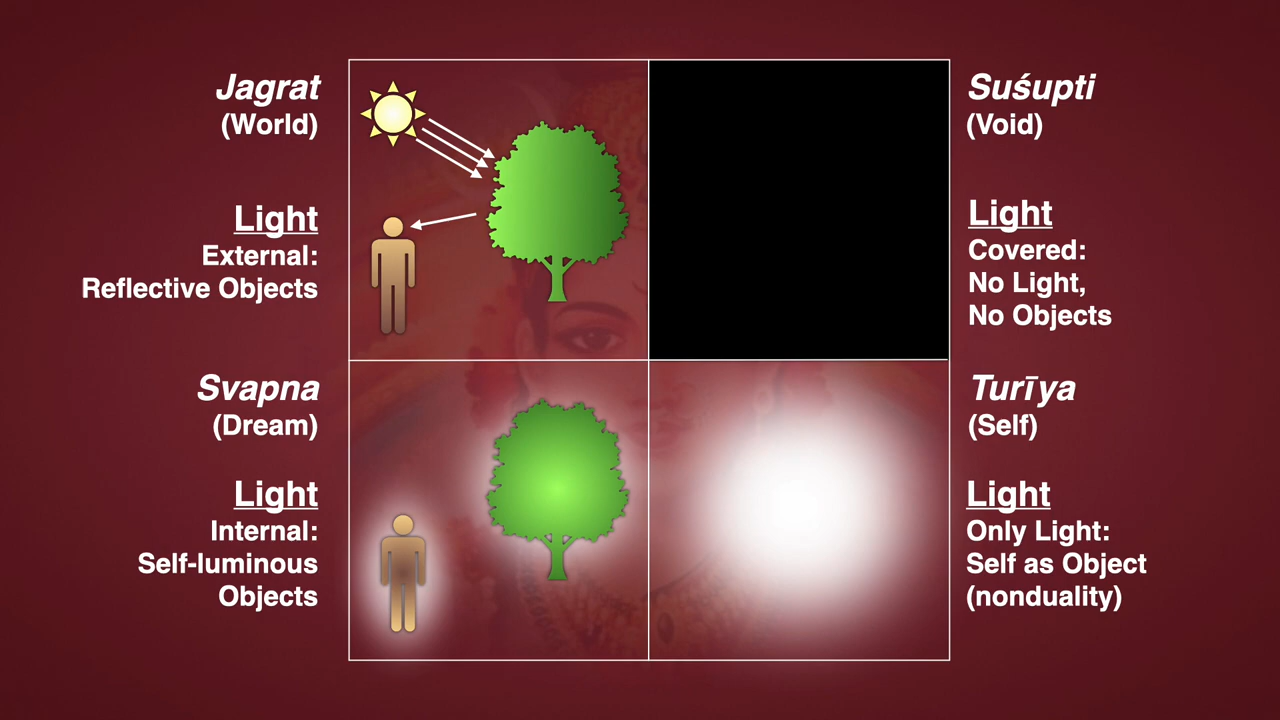 Jagrat
(World)
Light
External:
Reflective Objects
Suśupti
(Void)
Light
Covered:
No Light,
No Objects
Svapna
(Dream)
Light
Internal:
Self-luminous
Objects
Turīya
(Self)
Light
Only Light:
Self as Object
(nonduality)